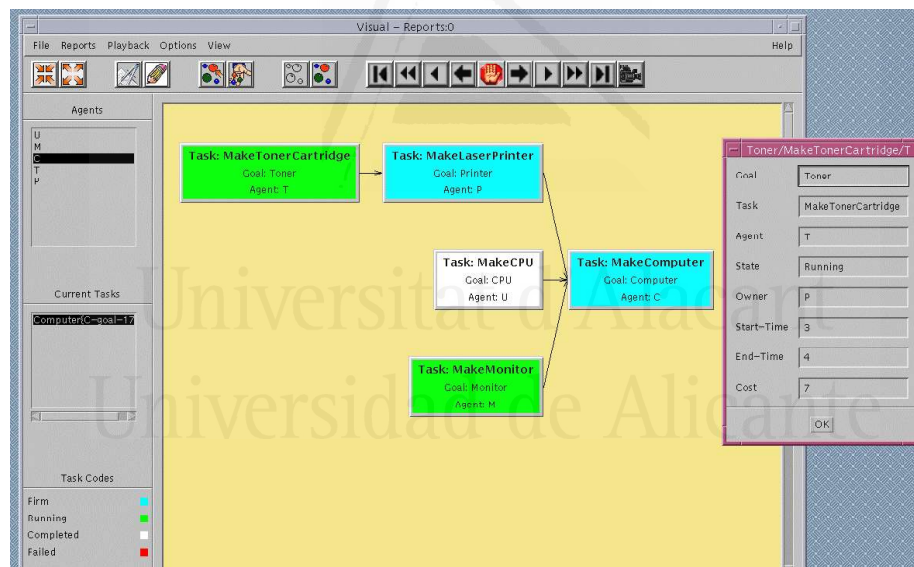 Visual - Reports:0
File Reports Playback Options View Help
Agents
U
M
C
T
P
Current Tasks
Computer(C-goal-17
Task Codes
Firm
Running
Completed
Failed
Task: MakeTonerCartridge
Goal: Toner
Agent: T
Task: MakeLaserPrinter
Goal: Printer
Agent: P
Task: MakeCPU
Goal: CPU
Agent: U
Task: MakeComputer
Goal: Computer
Agent: C
Task: MakeMonitor
Goal: Monitor
Agent: M
Toner/MakeTonerCartridge/T
Goal Toner
Task MakeTonerCartridge
Agent T
State Running
Owner P
Start-Time 3
End-Time 4
Cost 7
OK
Universitat d'Alacant
Universidad de Alicante